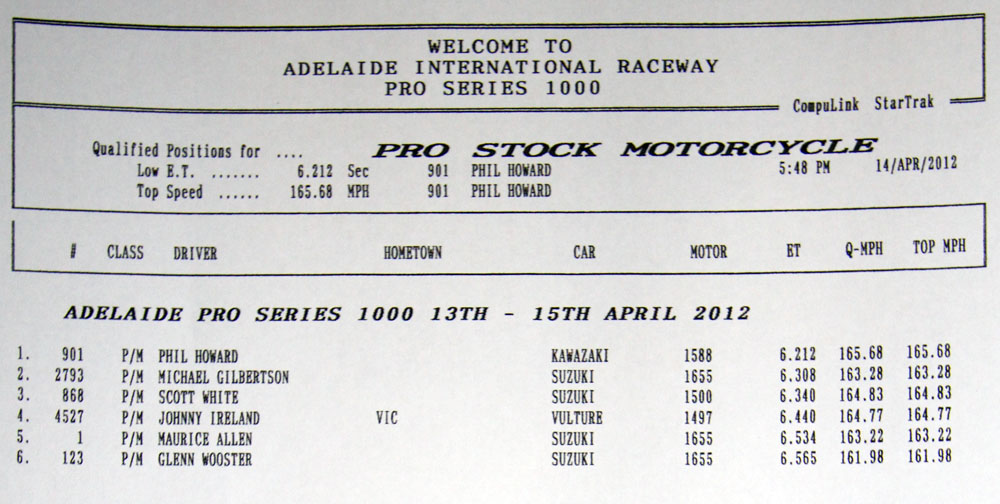 WELCOME TO
ADELAIDE INTERNATIONAL RACEWAY
PRO SERIES 1000
CompuLink StarTrak
Qualified Positions for .... PRO STOCK MOTORCYCLE
Low E.T. ....... 6.212 Sec 901 PHIL HOWARD 5:48 PM 14/APR/2012
Top Speed ...... 165.68 MPH 901 PHIL HOWARD
# CLASS DRIVER HOMETOWN CAR MOTOR ET Q-MPH TOP MPH
ADELAIDE PRO SERIES 1000 13TH - 15TH APRIL 2012
1. 901 P/M PHIL HOWARD KAWAZAKI 1588 6.212 165.68 165.68
2. 2793 P/M MICHAEL GILBERTSON SUZUKI 1655 6.308 163.28 163.28
3. 868 P/M SCOTT WHITE SUZUKI 1500 6.340 164.83 164.83
4. 4527 P/M JOHNNY IRELAND VIC VULTURE 1497 6.440 164.77 164.77
5. 1 P/M MAURICE ALLEN SUZUKI 1655 6.534 163.22 163.22
6. 123 P/M GLENN WOOSTER SUZUKI 1655 6.565 161.98 161.98